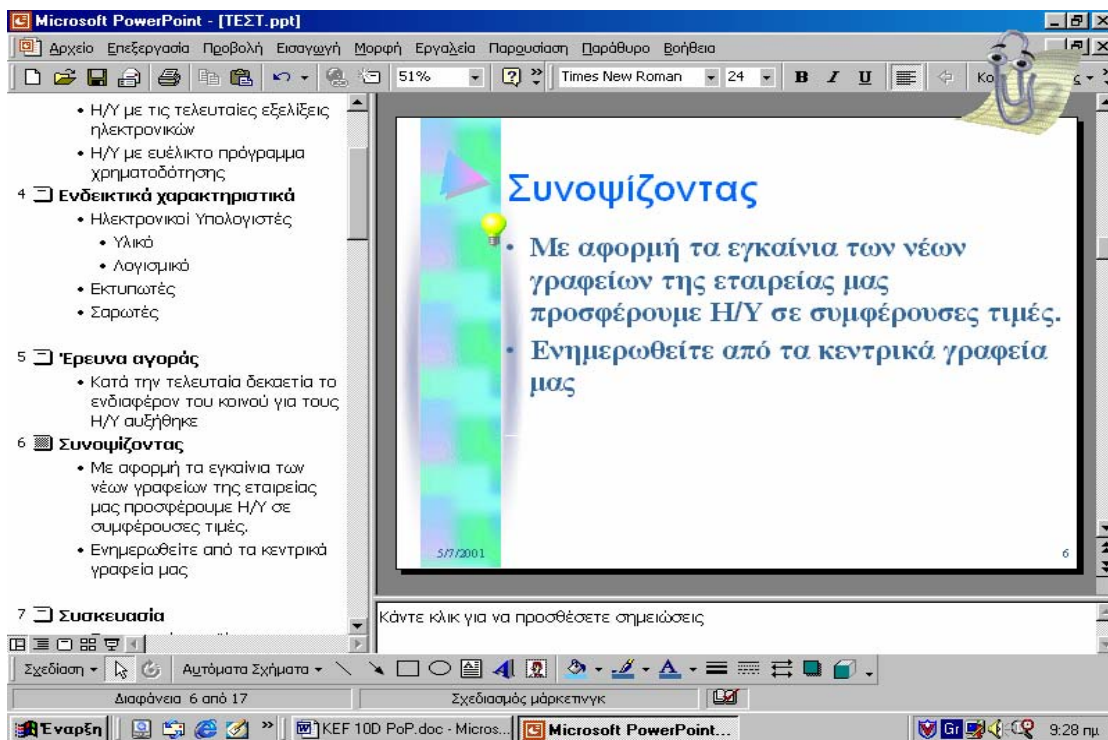 Microsoft PowerPoint - [ΤΕΣΤ.ppt]
Αρχείο Επεξεργασία Προβολή Εισαγωγή Μορφή Εργαλεία Παρουσίαση Παράθυρο Βοήθεια
51% Times New Roman 24 B I U
• Η/Υ με τις τελευταίες εξελίξεις
ηλεκτρονικών
• Η/Υ με ευέλικτο πρόγραμμα
χρηματοδότησης
4 Ενδεικτικά χαρακτηριστικά
• Ηλεκτρονικοί Υπολογιστές
• Υλικό
• Λογισμικό
• Εκτυπωτές
• Σαρωτές
5 Έρευνα αγοράς
• Κατά την τελευταία δεκαετία το
ενδιαφέρον του κοινού για τους
Η/Υ αυξήθηκε
6 Συνοψίζοντας
• Με αφορμή τα εγκαίνια των
νέων γραφείων της εταιρείας
μας προσφέρουμε Η/Υ σε
συμφέρουσες τιμές.
• Ενημερωθείτε από τα κεντρικά
γραφεία μας
7 Συσκευασία
Συνοψίζοντας
• Με αφορμή τα εγκαίνια των νέων
γραφείων της εταιρείας μας
προσφέρουμε Η/Υ σε συμφέρουσες τιμές.
• Ενημερωθείτε από τα κεντρικά γραφεία
μας
5/7/2001 6
Κάντε κλικ για να προσθέσετε σημειώσεις
Σχεδίαση Αυτόματα Σχήματα
Διαφάνεια 6 από 17 Σχεδιασμός μάρκετινγκ
Έναρξη KEF 10D PoP.doc - Micros... Microsoft PowerPoint... Gr 9:28 πμ